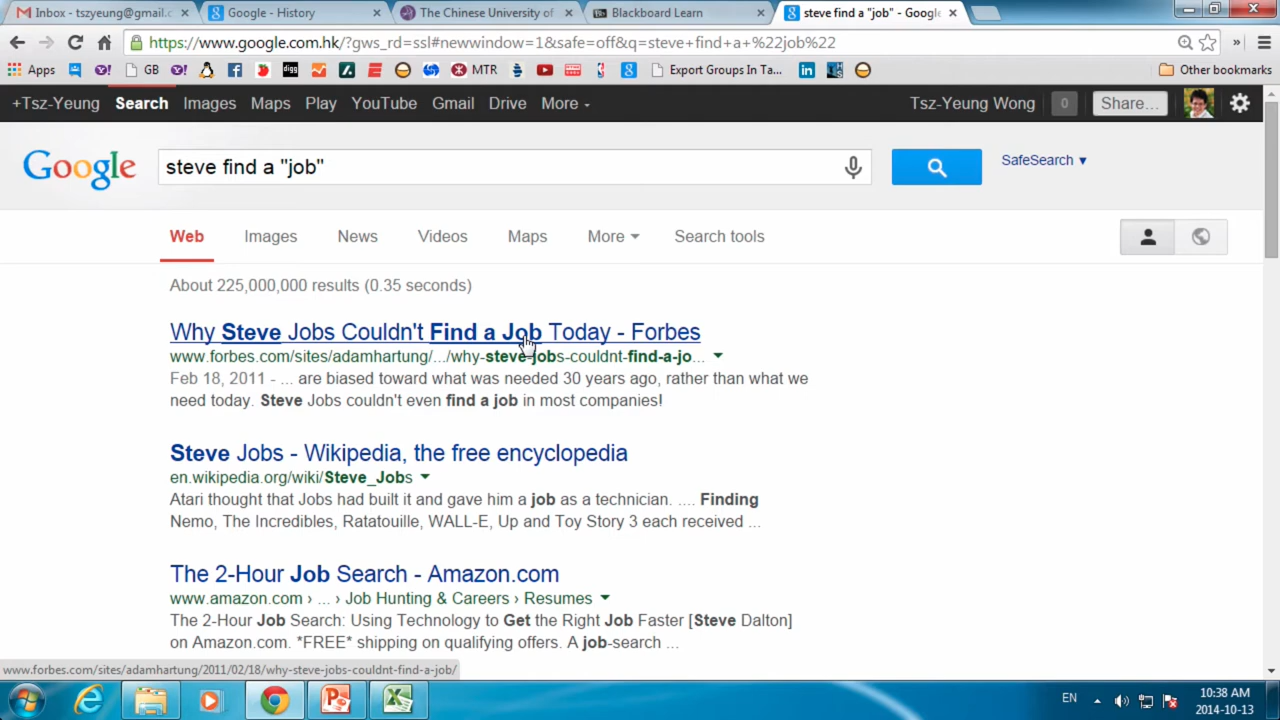 Inbox - tszyeung@gmail.c
Google - History
The Chinese University of
Blackboard Learn
steve find a "job" - Google
https://www.google.com.hk/?gws_rd=ssl#newwindow=1&safe=off&q=steve+find+a+%22job%22
Apps
GB
digg
MTR
Export Groups In Ta...
Other bookmarks
+Tsz-Yeung
Search
Images
Maps
Play
YouTube
Gmail
Drive
More
Tsz-Yeung Wong
0
Share...
Google
steve find a "job"
SafeSearch
Web
Images
News
Videos
Maps
More
Search tools
About 225,000,000 results (0.35 seconds)
Why Steve Jobs Couldn't Find a Job Today - Forbes
www.forbes.com/sites/adamhartung/.../why-steve-jobs-couldnt-find-a-jo...
Feb 18, 2011 - ... are biased toward what was needed 30 years ago, rather than what we
need today. Steve Jobs couldn't even find a job in most companies!
Steve Jobs - Wikipedia, the free encyclopedia
en.wikipedia.org/wiki/Steve_Jobs
Atari thought that Jobs had built it and gave him a job as a technician. .... Finding
Nemo, The Incredibles, Ratatouille, WALL-E, Up and Toy Story 3 each received ...
The 2-Hour Job Search - Amazon.com
www.amazon.com › ... › Job Hunting & Careers › Resumes
The 2-Hour Job Search: Using Technology to Get the Right Job Faster [Steve Dalton]
on Amazon.com. *FREE* shipping on qualifying offers. A job-search ...
www.forbes.com/sites/adamhartung/2011/02/18/why-steve-jobs-couldnt-find-a-job/
EN
10:38 AM
2014-10-13